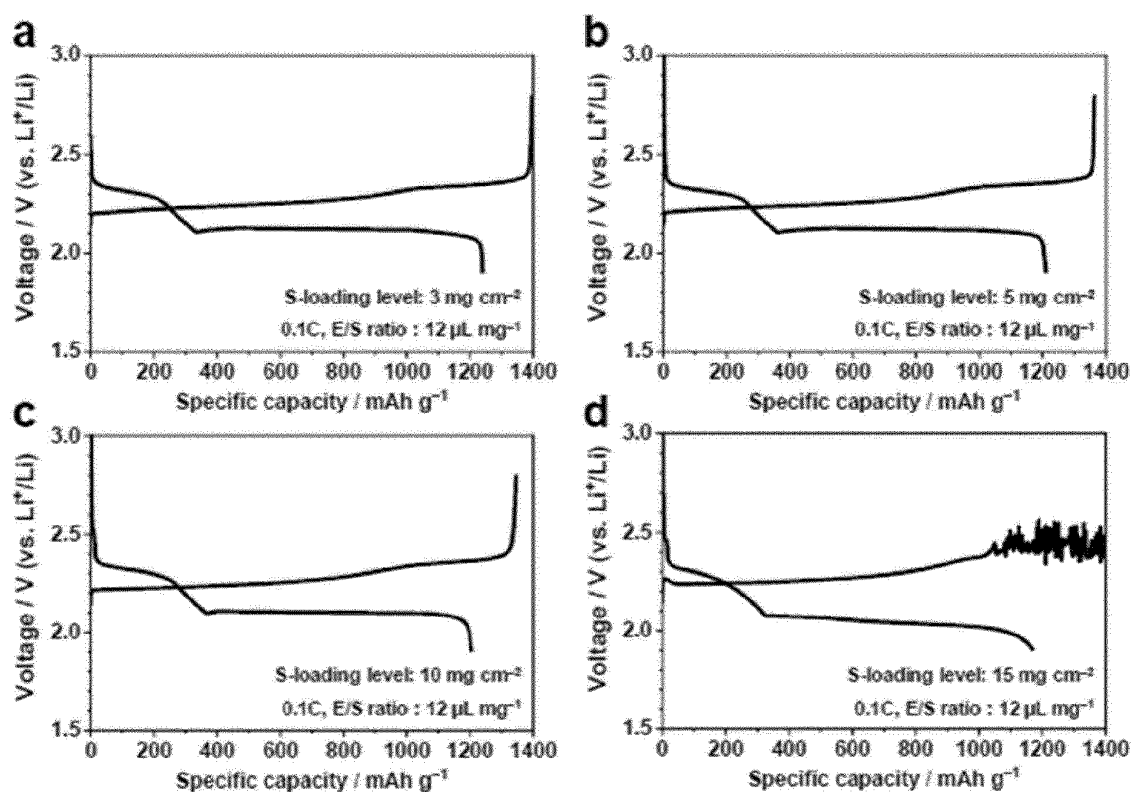 a
3.0
2.5
2.0
1.5
Voltage / V (vs. Li⁺/Li)
S-loading level: 3 mg cm⁻²
0.1C, E/S ratio : 12 µL mg⁻¹
0 200 400 600 800 1000 1200 1400
Specific capacity / mAh g⁻¹
b
3.0
2.5
2.0
1.5
Voltage / V (vs. Li⁺/Li)
S-loading level: 5 mg cm⁻²
0.1C, E/S ratio : 12 µL mg⁻¹
0 200 400 600 800 1000 1200 1400
Specific capacity / mAh g⁻¹
c
3.0
2.5
2.0
1.5
Voltage / V (vs. Li⁺/Li)
S-loading level: 10 mg cm⁻²
0.1C, E/S ratio : 12 µL mg⁻¹
0 200 400 600 800 1000 1200 1400
Specific capacity / mAh g⁻¹
d
3.0
2.5
2.0
1.5
Voltage / V (vs. Li⁺/Li)
S-loading level: 15 mg cm⁻²
0.1C, E/S ratio : 12 µL mg⁻¹
0 200 400 600 800 1000 1200 1400
Specific capacity / mAh g⁻¹